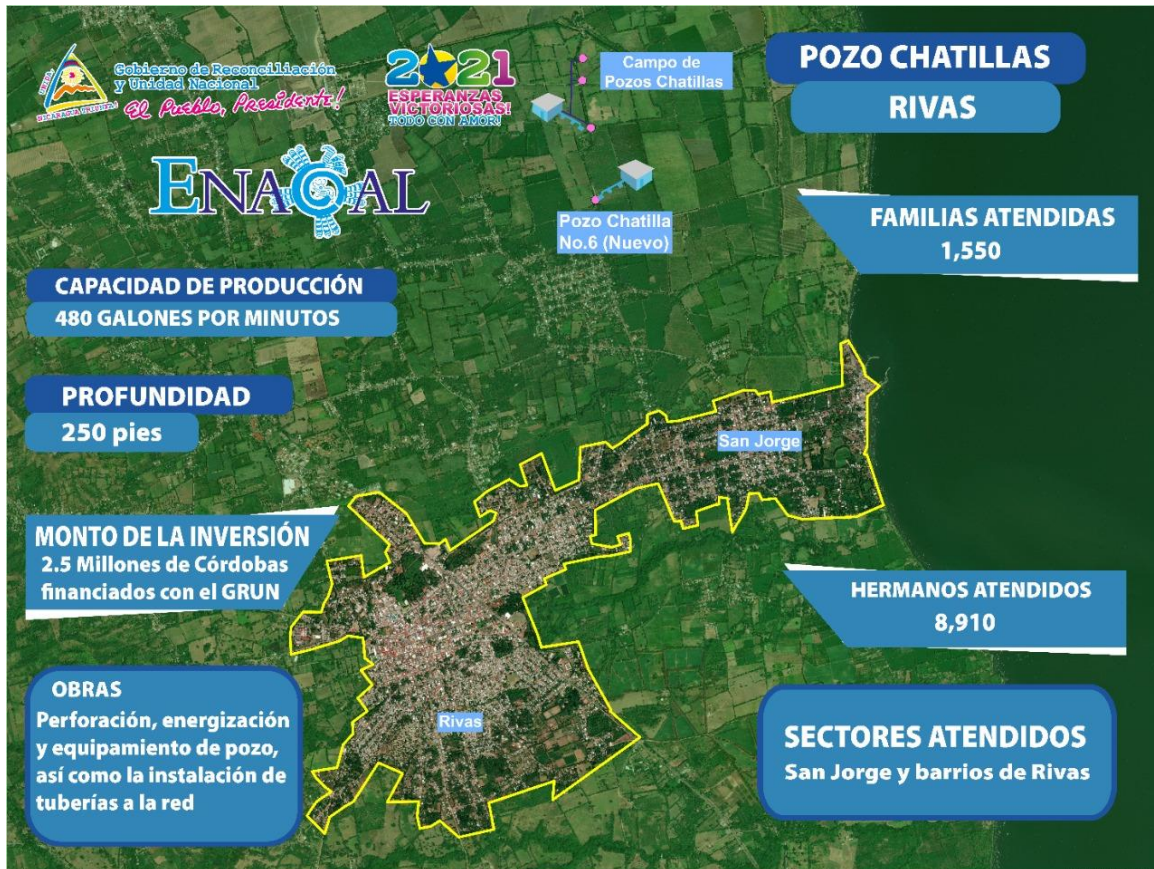 UNIDA,
NICARAGUA TRIUNFA!
Gobierno de Reconciliación
y Unidad Nacional
El Pueblo, Presidente!
2021
ESPERANZAS
VICTORIOSAS!
TODO CON AMOR!
ENACAL
Campo de
Pozos Chatillas
Pozo Chatilla
No.6 (Nuevo)
POZO CHATILLAS
RIVAS
FAMILIAS ATENDIDAS
1,550
CAPACIDAD DE PRODUCCIÓN
480 GALONES POR MINUTOS
PROFUNDIDAD
250 pies
San Jorge
MONTO DE LA INVERSIÓN
2.5 Millones de Córdobas
financiados con el GRUN
HERMANOS ATENDIDOS
8,910
OBRAS
Perforación, energización
y equipamiento de pozo,
así como la instalación de
tuberías a la red
Rivas
SECTORES ATENDIDOS
San Jorge y barrios de Rivas